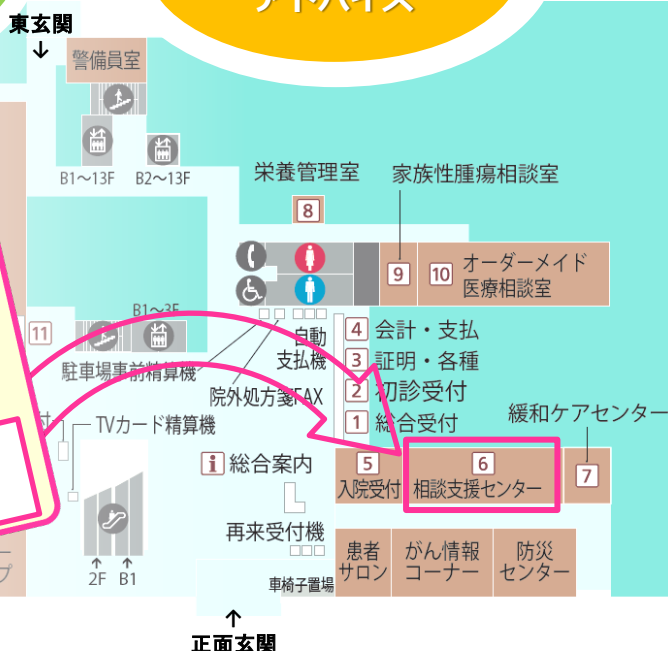 アドバイス
東玄関
↓
警備員室
B1～13F
B2～13F
栄養管理室
家族性腫瘍相談室
8
9
10
オーダーメイド
医療相談室
11
B1～3F
駐車場事前精算機
自動
支払機
院外処方箋FAX
4 会計・支払
3 証明・各種
2 初診受付
1 総合受付
緩和ケアセンター
付
TVカード精算機
i 総合案内
5
入院受付
6
相談支援センター
7
再来受付機
患者
サロン
がん情報
コーナー
防災
センター
車椅子置場
↑
2F
↑
B1
プ
↑
正面玄関